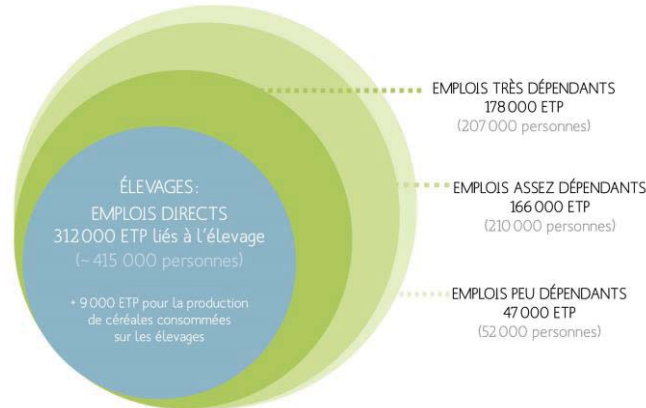 ÉLEVAGES :
EMPLOIS DIRECTS
312 000 ETP liés à l'élevage
(~ 415 000 personnes)
+ 9 000 ETP pour la production
de céréales consommées
sur les élevages
EMPLOIS TRÈS DÉPENDANTS
178 000 ETP
(207 000 personnes)
EMPLOIS ASSEZ DÉPENDANTS
166 000 ETP
(210 000 personnes)
EMPLOIS PEU DÉPENDANTS
47 000 ETP
(52 000 personnes)